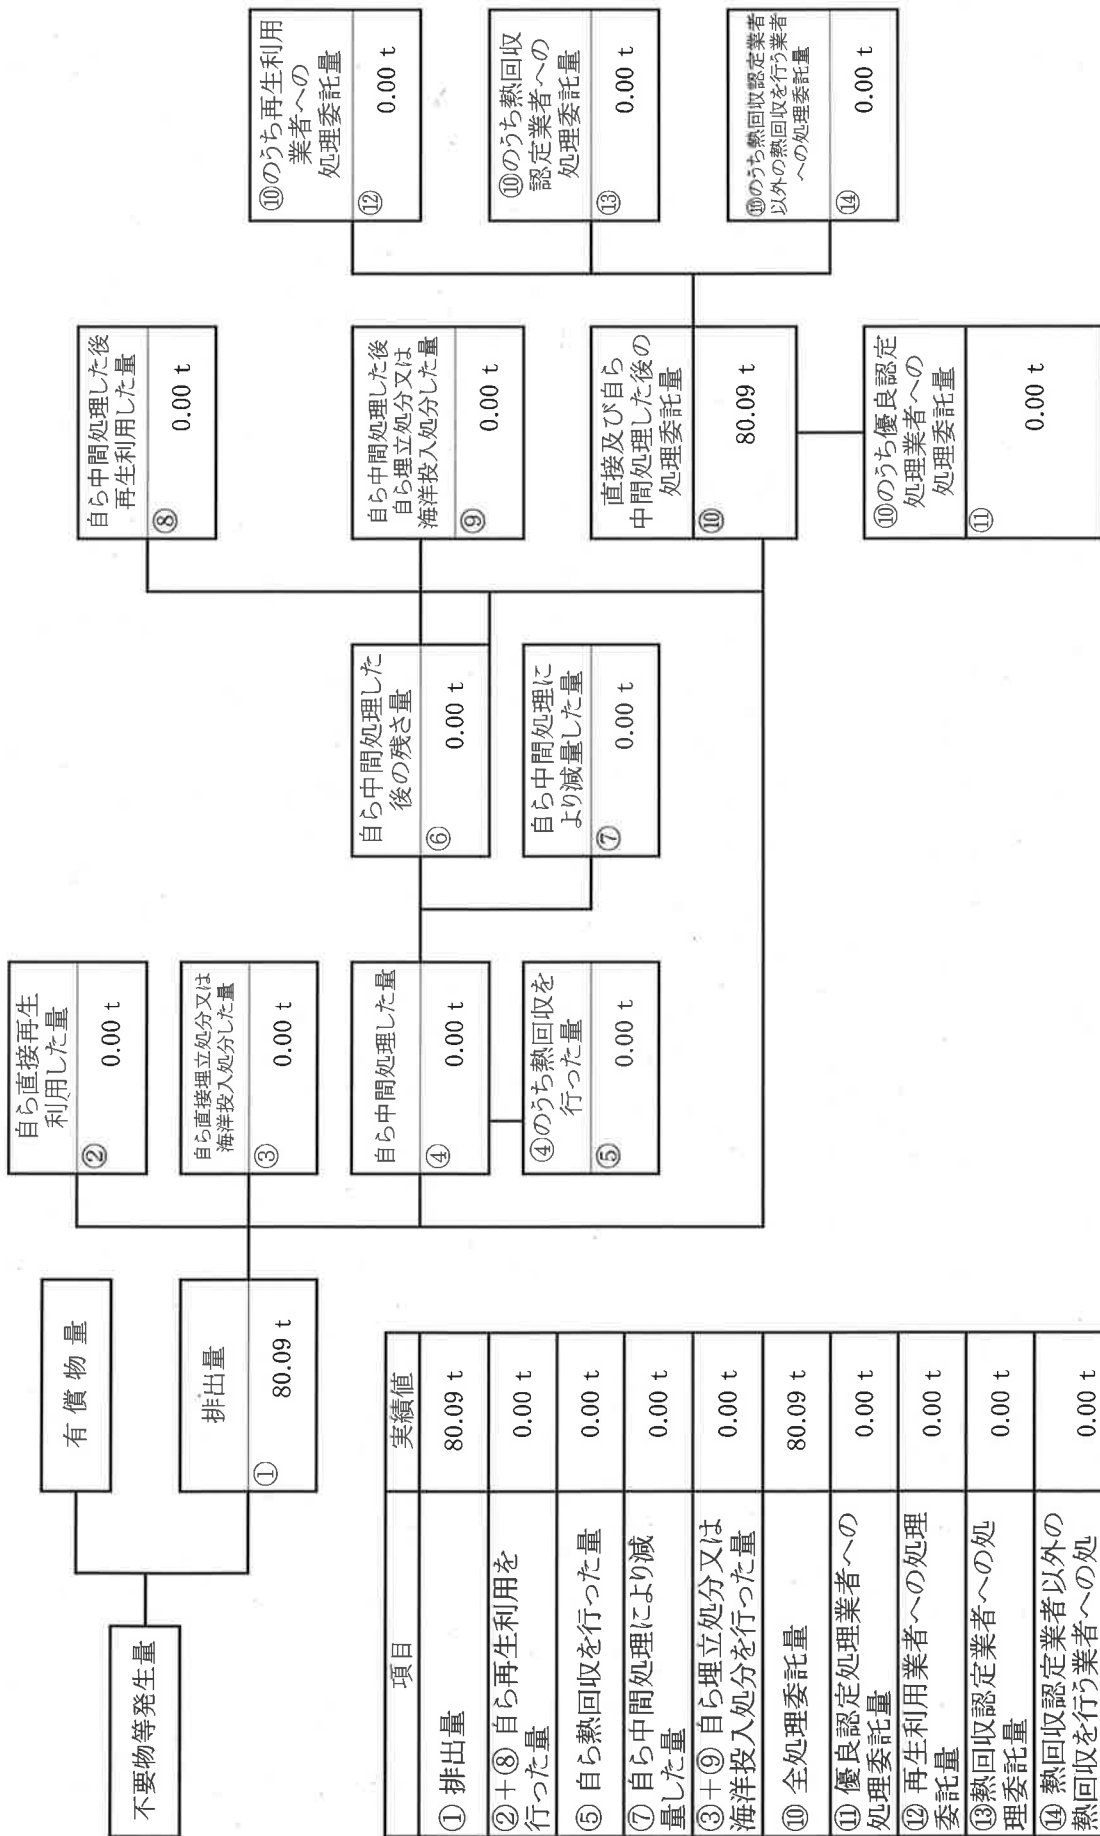 不要物等発生量
有償物量
排出量
①
80.09 t
自ら直接再生
利用した量
②
0.00 t
自ら直接埋立処分又は
海洋投入処分した量
③
0.00 t
自ら中間処理した量
④
0.00 t
④のうち熱回収を
行った量
⑤
0.00 t
自ら中間処理した
後の残さ量
⑥
0.00 t
自ら中間処理に
より減量した量
⑦
0.00 t
自ら中間処理した後
再生利用した量
⑧
0.00 t
自ら中間処理した後
自ら埋立処分又は
海洋投入処分した量
⑨
0.00 t
直接及び自ら
中間処理した後の
処理委託量
⑩
80.09 t
⑩のうち優良認定
処理業者への
処理委託量
⑪
0.00 t
⑩のうち再生利用
業者への
処理委託量
⑫
0.00 t
⑩のうち熱回収
認定業者への
処理委託量
⑬
0.00 t
⑩のうち熱回収認定業者
以外の熱回収を行う業者
への処理委託量
⑭
0.00 t
項目 実績値
① 排出量 80.09 t
②+⑧ 自ら再生利用を
行った量 0.00 t
⑤ 自ら熱回収を行った量 0.00 t
⑦ 自ら中間処理により減
量した量 0.00 t
③+⑨ 自ら埋立処分又は
海洋投入処分を行った量 0.00 t
⑩ 全処理委託量 80.09 t
⑪ 優良認定処理業者への
処理委託量 0.00 t
⑫ 再生利用業者への処理
委託量 0.00 t
⑬熱回収認定業者への処
理委託量 0.00 t
⑭ 熱回収認定業者以外の
熱回収を行う業者への処 0.00 t